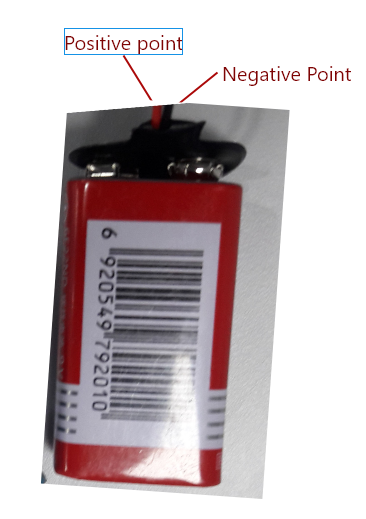 Positive point
Negative Point
6 920549 792010